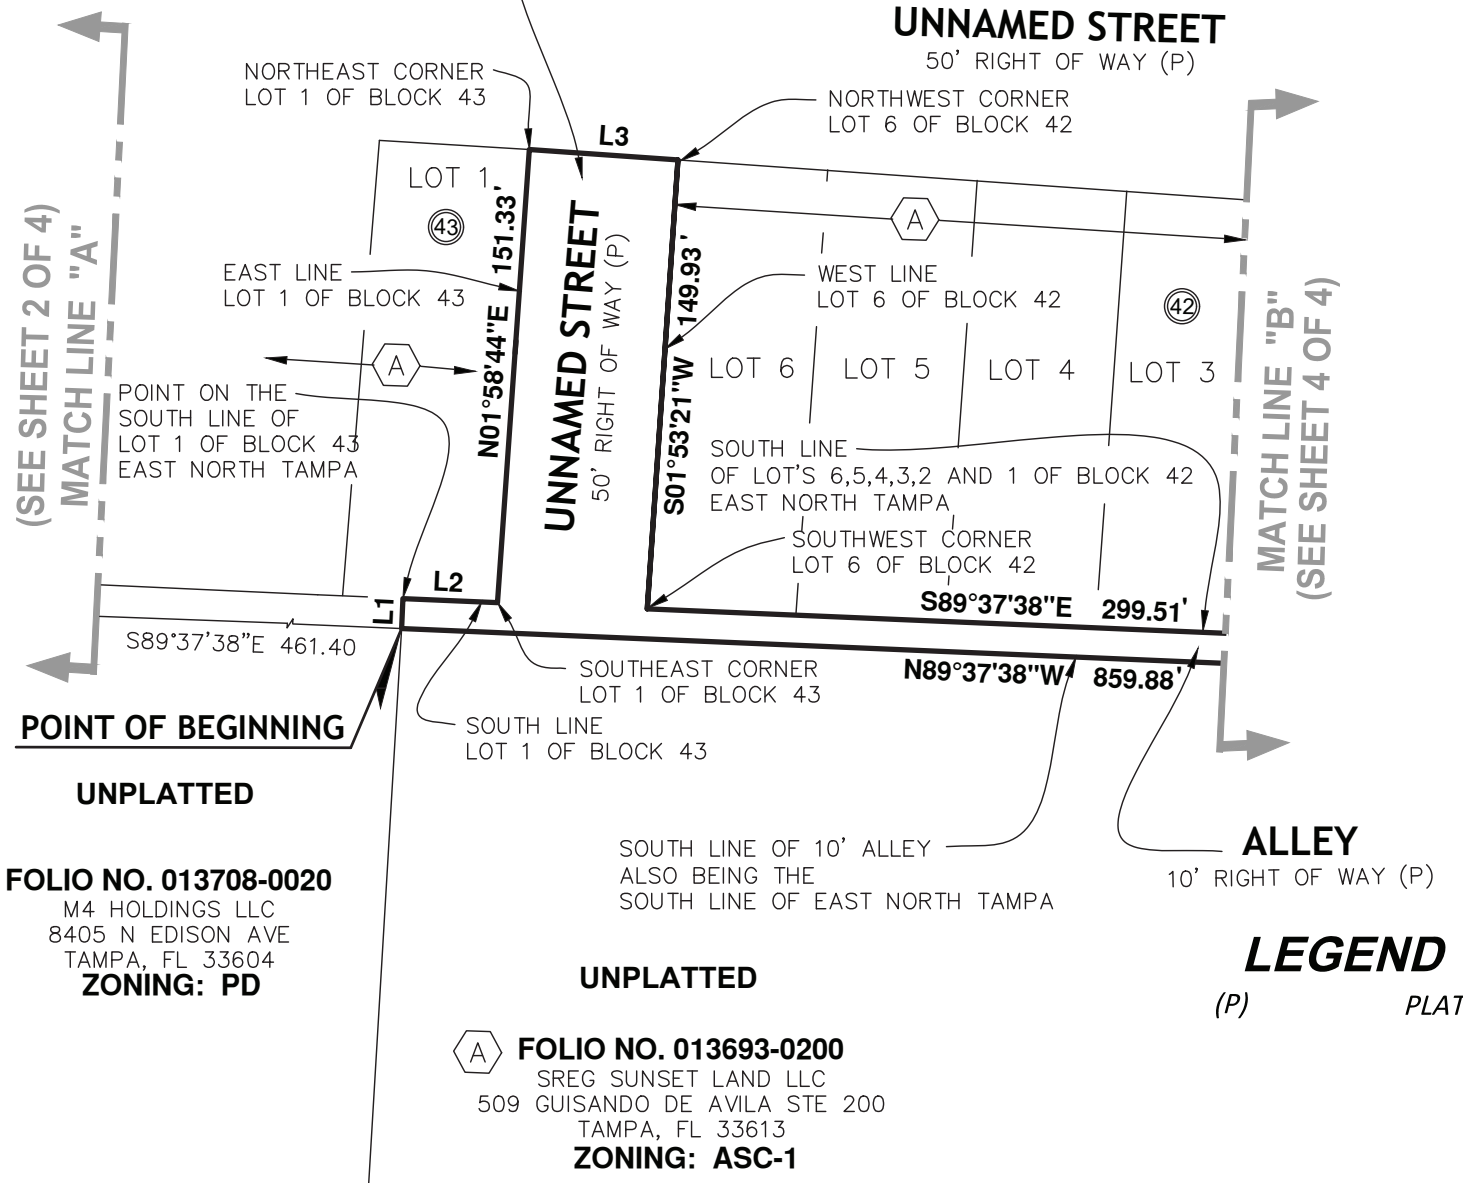 UNNAMED STREET
50' RIGHT OF WAY (P)
NORTHEAST CORNER
LOT 1 OF BLOCK 43
NORTHWEST CORNER
LOT 6 OF BLOCK 42
L3
LOT 1
43
151.33'
N01°58'44"E
UNNAMED STREET
50' RIGHT OF WAY (P)
149.93 '
S01°53'21"W
A
(SEE SHEET 2 OF 4)
MATCH LINE "A"
EAST LINE
LOT 1 OF BLOCK 43
WEST LINE
LOT 6 OF BLOCK 42
42
MATCH LINE "B"
(SEE SHEET 4 OF 4)
A
LOT 6
LOT 5
LOT 4
LOT 3
POINT ON THE
SOUTH LINE OF
LOT 1 OF BLOCK 43
EAST NORTH TAMPA
SOUTH LINE
OF LOT'S 6,5,4,3,2 AND 1 OF BLOCK 42
EAST NORTH TAMPA
SOUTHWEST CORNER
LOT 6 OF BLOCK 42
L2
L1
S89°37'38"E 299.51'
S89°37'38"E 461.40
N89°37'38"W 859.88'
SOUTHEAST CORNER
LOT 1 OF BLOCK 43
POINT OF BEGINNING
SOUTH LINE
LOT 1 OF BLOCK 43
UNPLATTED
SOUTH LINE OF 10' ALLEY
ALSO BEING THE
SOUTH LINE OF EAST NORTH TAMPA
ALLEY
10' RIGHT OF WAY (P)
FOLIO NO. 013708-0020
M4 HOLDINGS LLC
8405 N EDISON AVE
TAMPA, FL 33604
ZONING: PD
LEGEND
(P) PLAT
UNPLATTED
A FOLIO NO. 013693-0200
SREG SUNSET LAND LLC
509 GUISANDO DE AVILA STE 200
TAMPA, FL 33613
ZONING: ASC-1